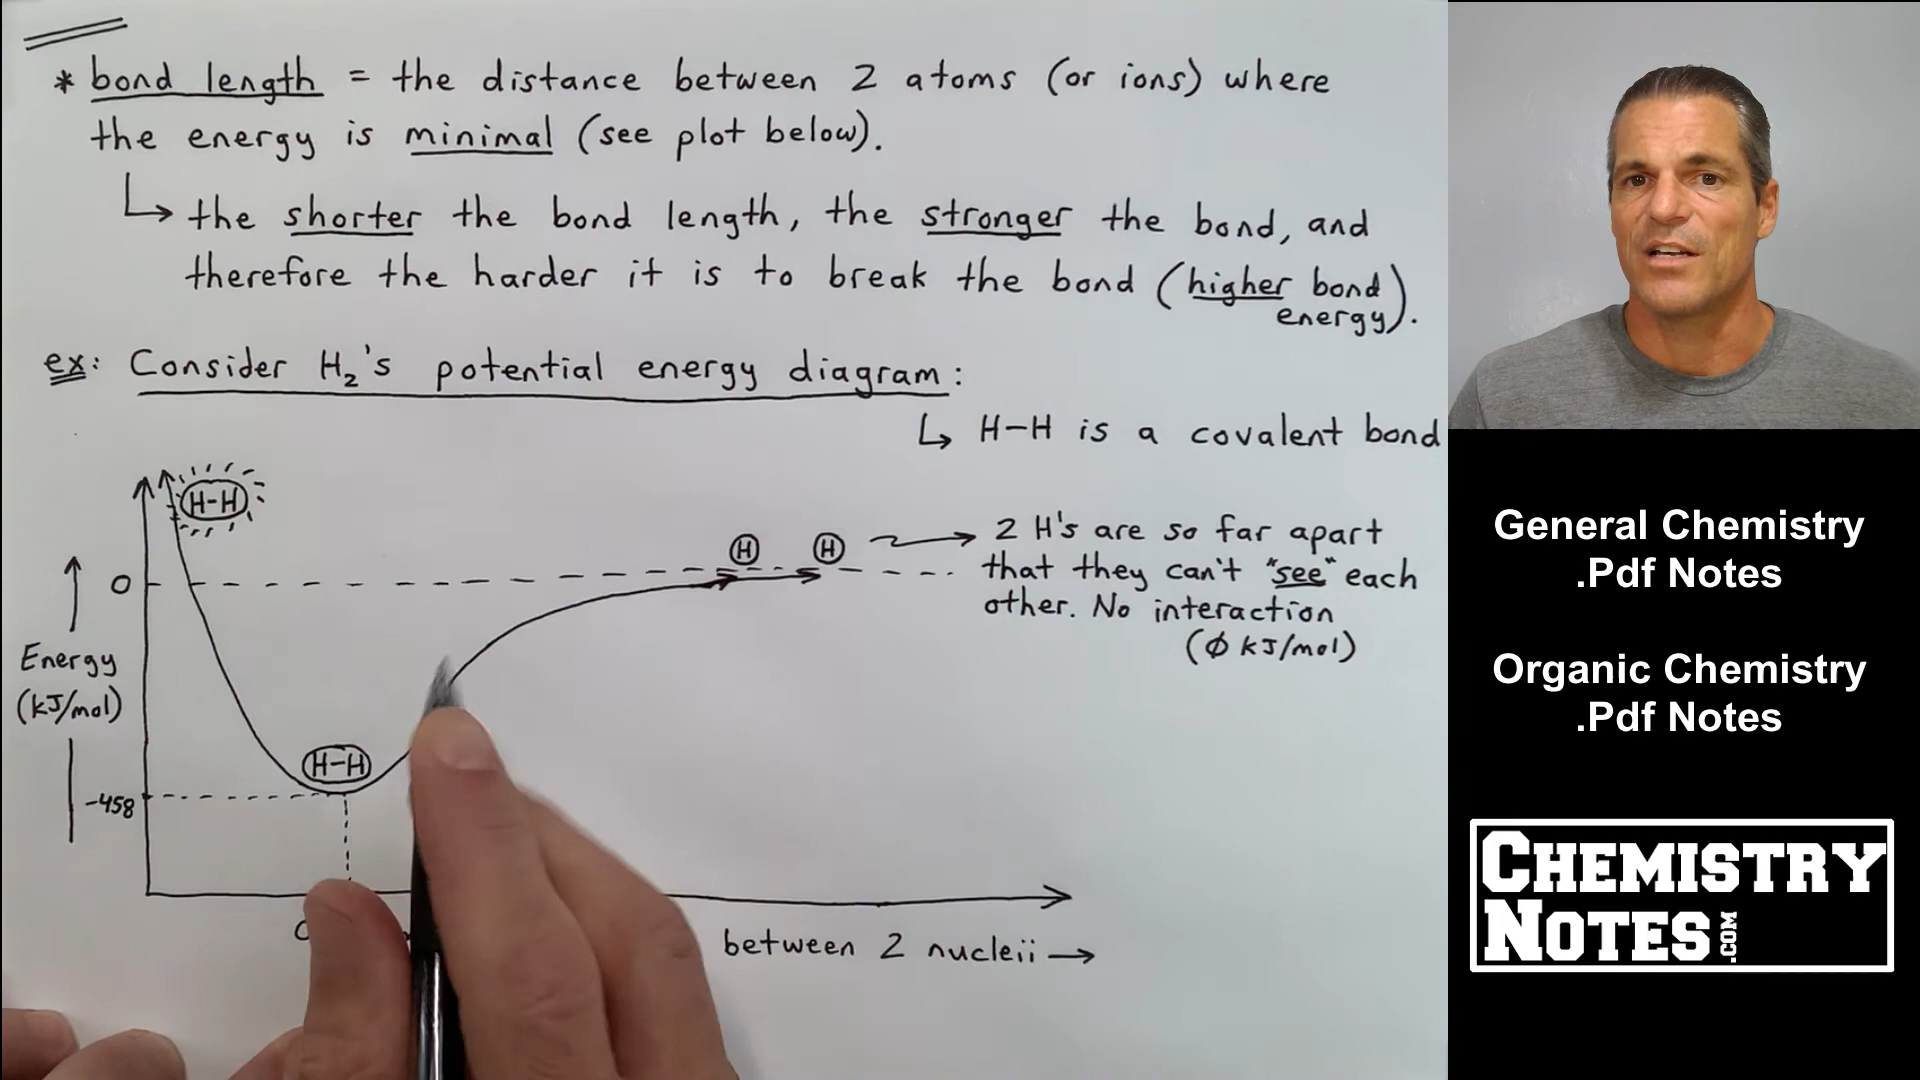 * bond length = the distance between 2 atoms (or ions) where
the energy is minimal (see plot below).
↳ the shorter the bond length, the stronger the bond, and
therefore the harder it is to break the bond (higher bond
energy).
ex: Consider H₂'s potential energy diagram:
↳ H-H is a covalent bond
H-H
H H → 2 H's are so far apart
that they can't "see" each
other. No interaction
(Ø kJ/mol)
0
Energy
(kJ/mol)
H-H
-458
between 2 nucleii →
General Chemistry
.Pdf Notes
Organic Chemistry
.Pdf Notes
CHEMISTRY
NOTES.COM